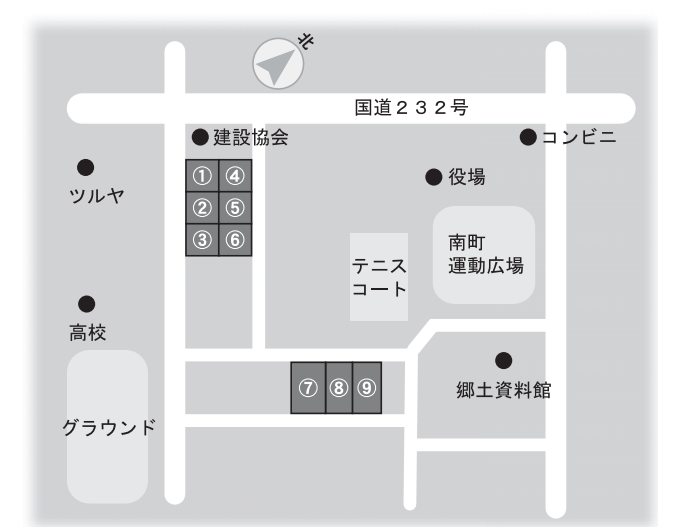 北
国道２３２号
建設協会
コンビニ
ツルヤ
① ④
② ⑤
③ ⑥
役場
南町
運動広場
テニス
コート
高校
⑦ ⑧ ⑨
郷土資料館
グラウンド